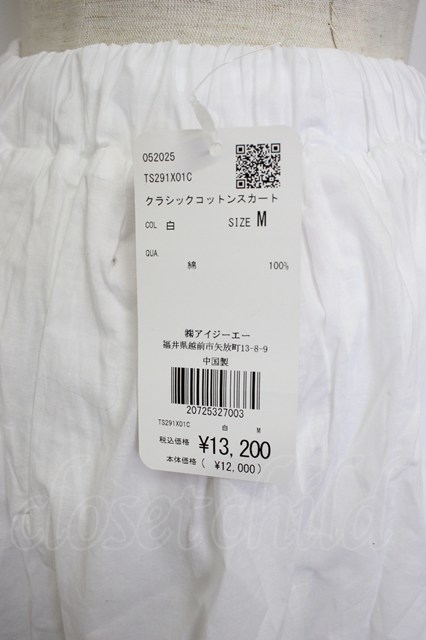 052025
TS291X01C
クラシックコットンスカート
COL 白 SIZE M
QUA.
綿 100%
㈱アイジーエー
福井県越前市矢放町13-8-9
中国製
20725327003
TS291X01C 白 M
税込価格 ¥13,200
本体価格 ( ¥12,000)
closetchild